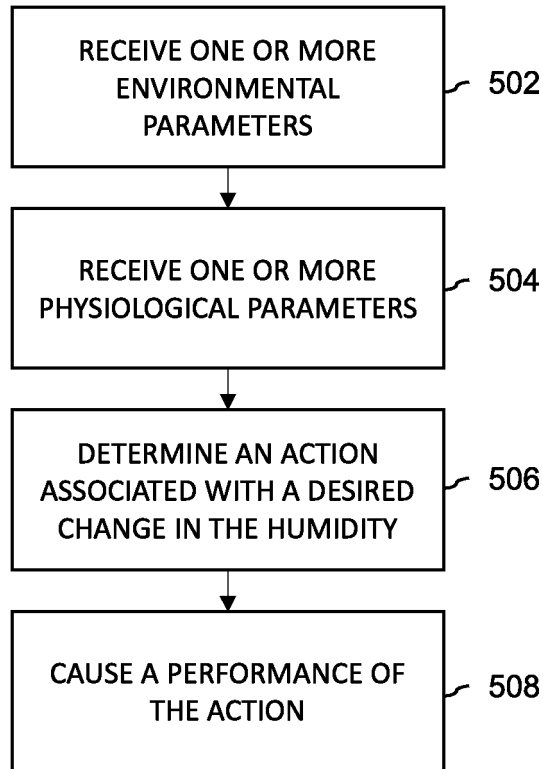 RECEIVE ONE OR MORE
ENVIRONMENTAL
PARAMETERS
502
RECEIVE ONE OR MORE
PHYSIOLOGICAL PARAMETERS
504
DETERMINE AN ACTION
ASSOCIATED WITH A DESIRED
CHANGE IN THE HUMIDITY
506
CAUSE A PERFORMANCE OF
THE ACTION
508